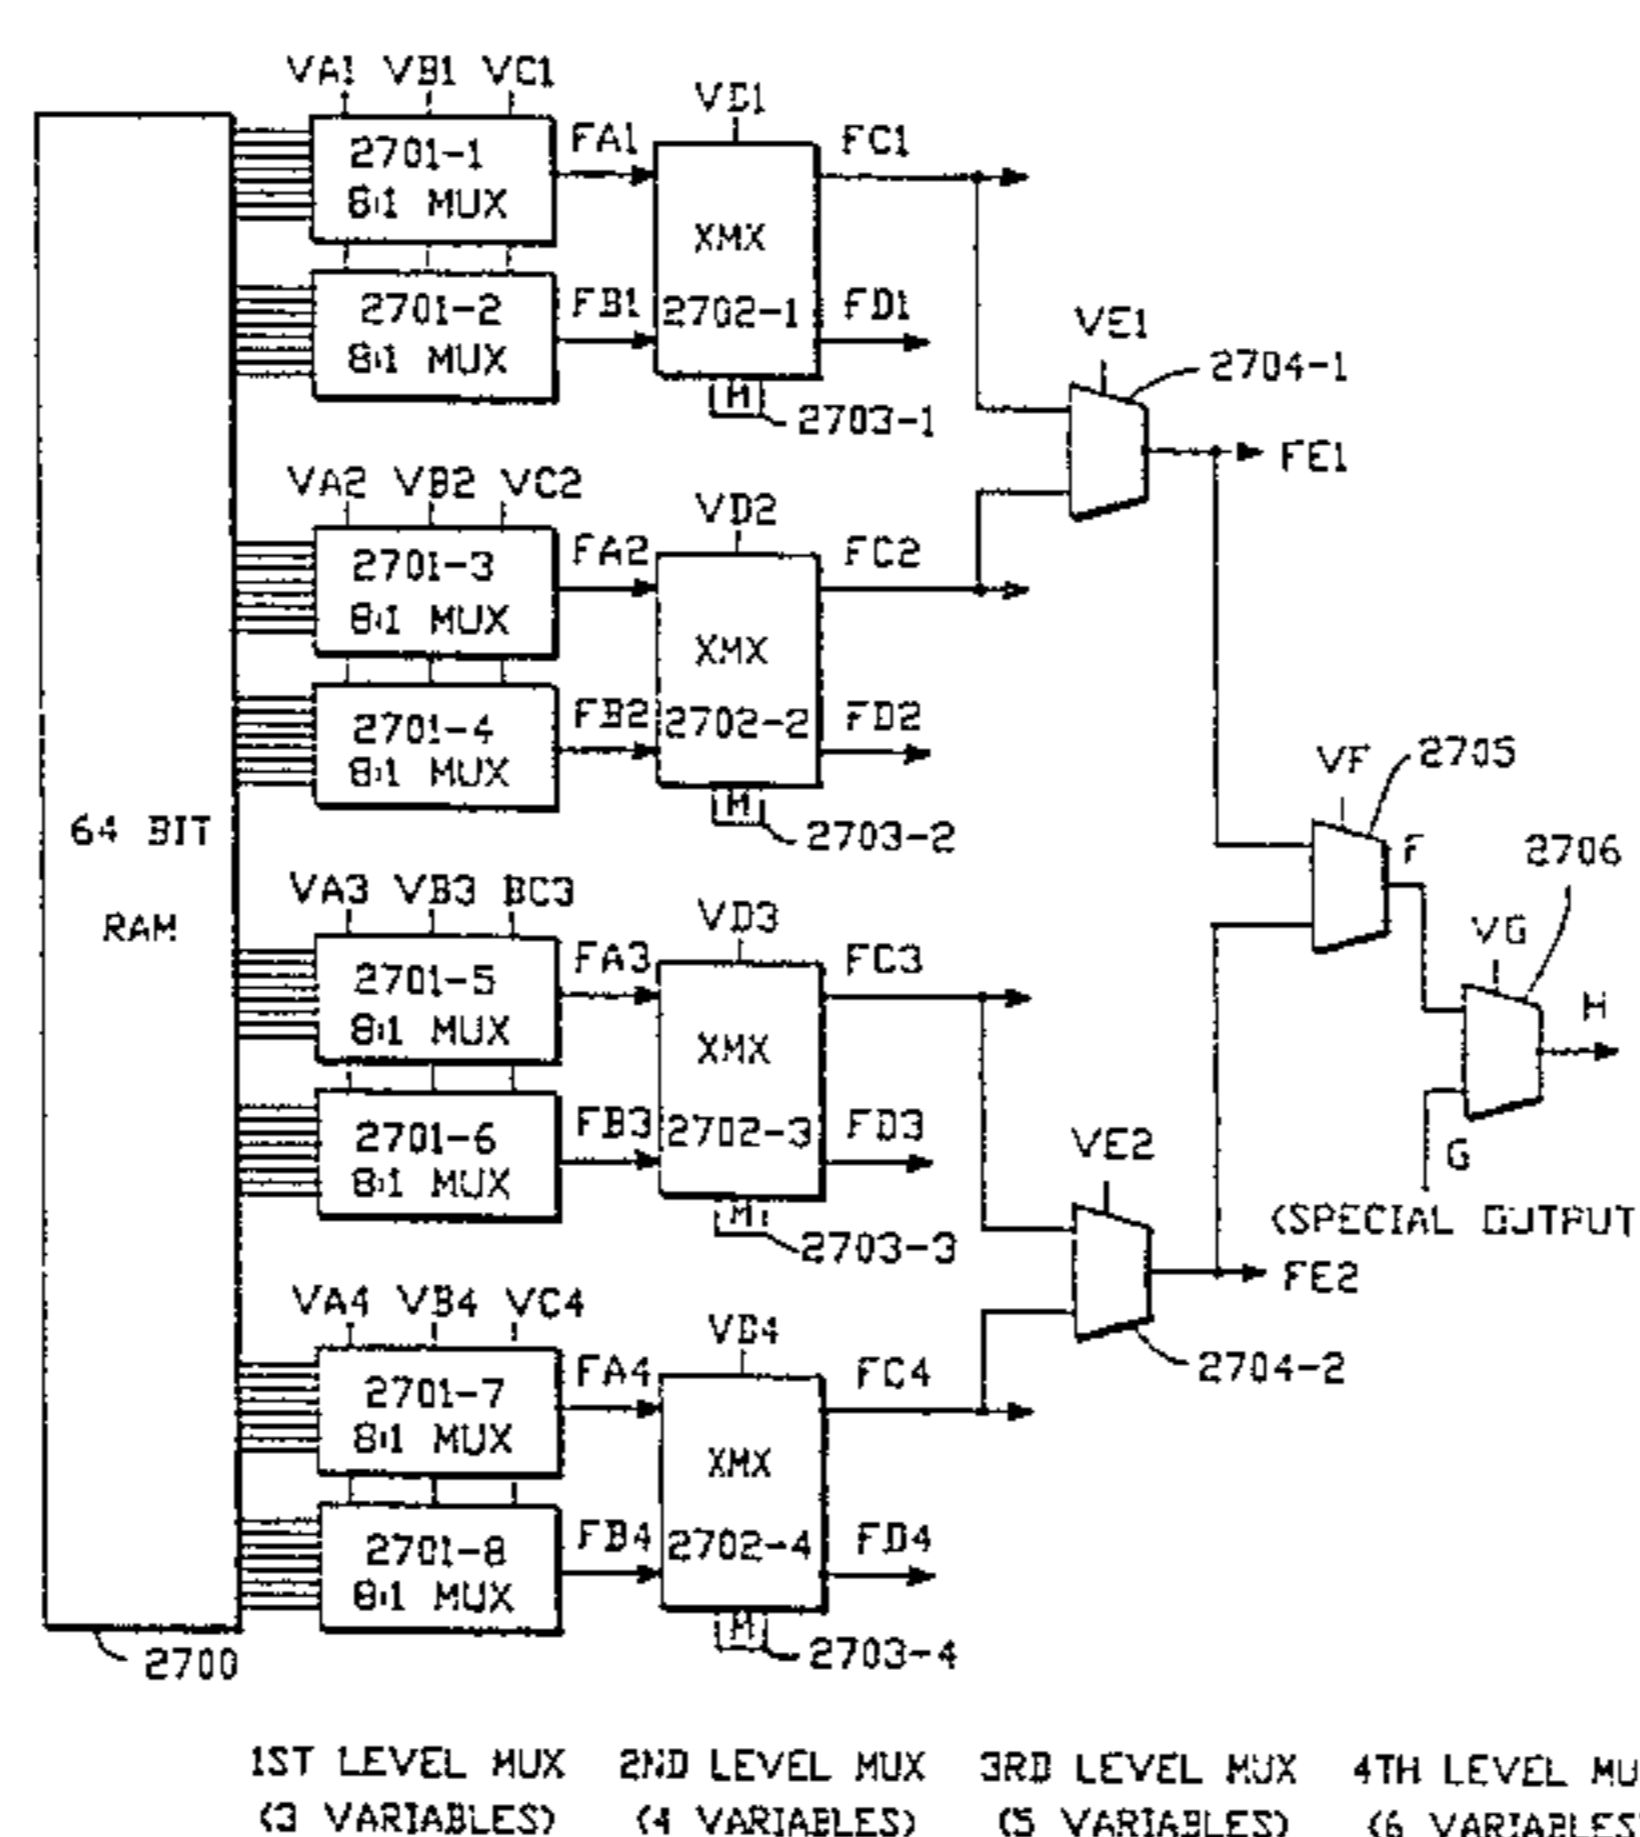 VA1 VB1 VC1
2701-1
8:1 MUX
FA1
VD1
FC1
XMX
2702-1
2701-2
8:1 MUX
FB1
FD1
M
2703-1
VE1
2704-1
FE1
VA2 VB2 VC2
2701-3
8:1 MUX
FA2
VD2
FC2
XMX
2702-2
2701-4
8:1 MUX
FB2
FD2
M
2703-2
64 BIT
RAM
VF
2705
F
2706
VG
H
G
(SPECIAL OUTPUT
VA3 VB3 BC3
2701-5
8:1 MUX
FA3
VD3
FC3
XMX
2702-3
2701-6
8:1 MUX
FB3
FD3
M
2703-3
VE2
FE2
2704-2
VA4 VB4 VC4
2701-7
8:1 MUX
FA4
VD4
FC4
XMX
2702-4
2701-8
8:1 MUX
FB4
FD4
M
2703-4
2700
1ST LEVEL MUX 2ND LEVEL MUX 3RD LEVEL MUX 4TH LEVEL MU
(3 VARIABLES) (4 VARIABLES) (5 VARIABLES) (6 VARIABLES)